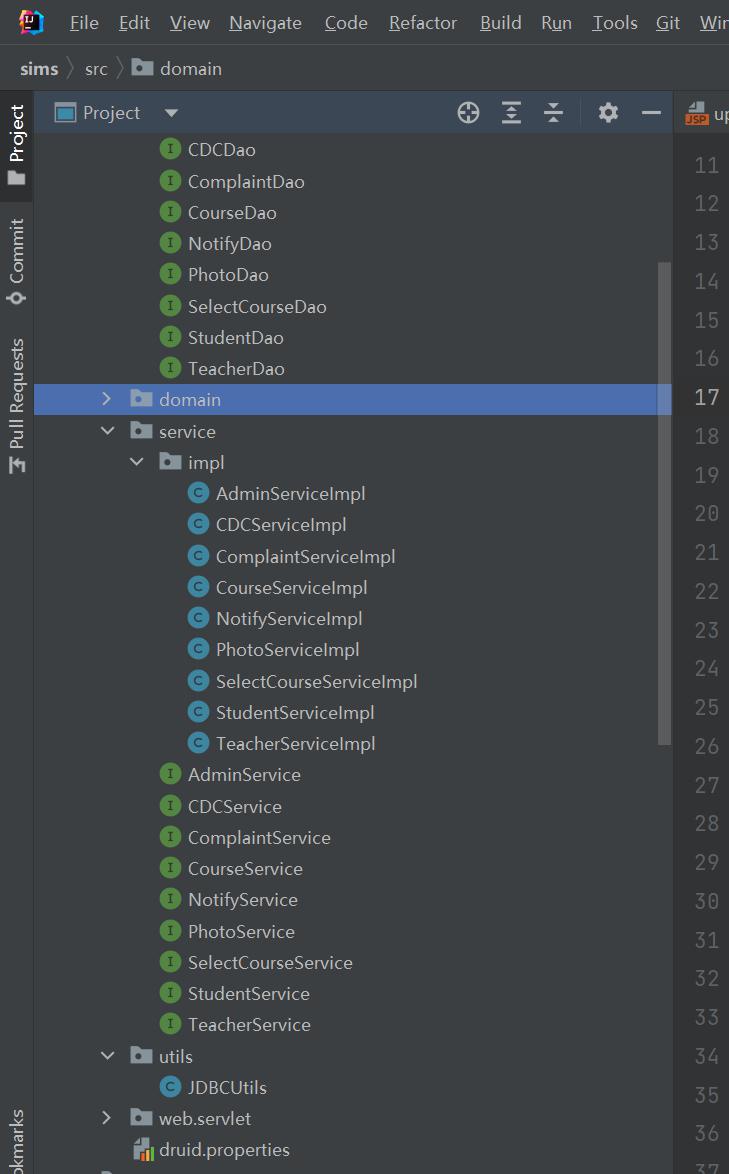 File Edit View Navigate Code Refactor Build Run Tools Git Win
sims src domain
Project
Project
Commit
Pull Requests
okmarks
CDCDao
ComplaintDao
CourseDao
NotifyDao
PhotoDao
SelectCourseDao
StudentDao
TeacherDao
domain
service
impl
AdminServiceImpl
CDCServiceImpl
ComplaintServiceImpl
CourseServiceImpl
NotifyServiceImpl
PhotoServiceImpl
SelectCourseServiceImpl
StudentServiceImpl
TeacherServiceImpl
AdminService
CDCService
ComplaintService
CourseService
NotifyService
PhotoService
SelectCourseService
StudentService
TeacherService
utils
JDBCUtils
web.servlet
druid.properties
JSP up
11
12
13
14
15
16
17
18
19
20
21
22
23
24
25
26
27
28
29
30
31
32
33
34
35
36
37